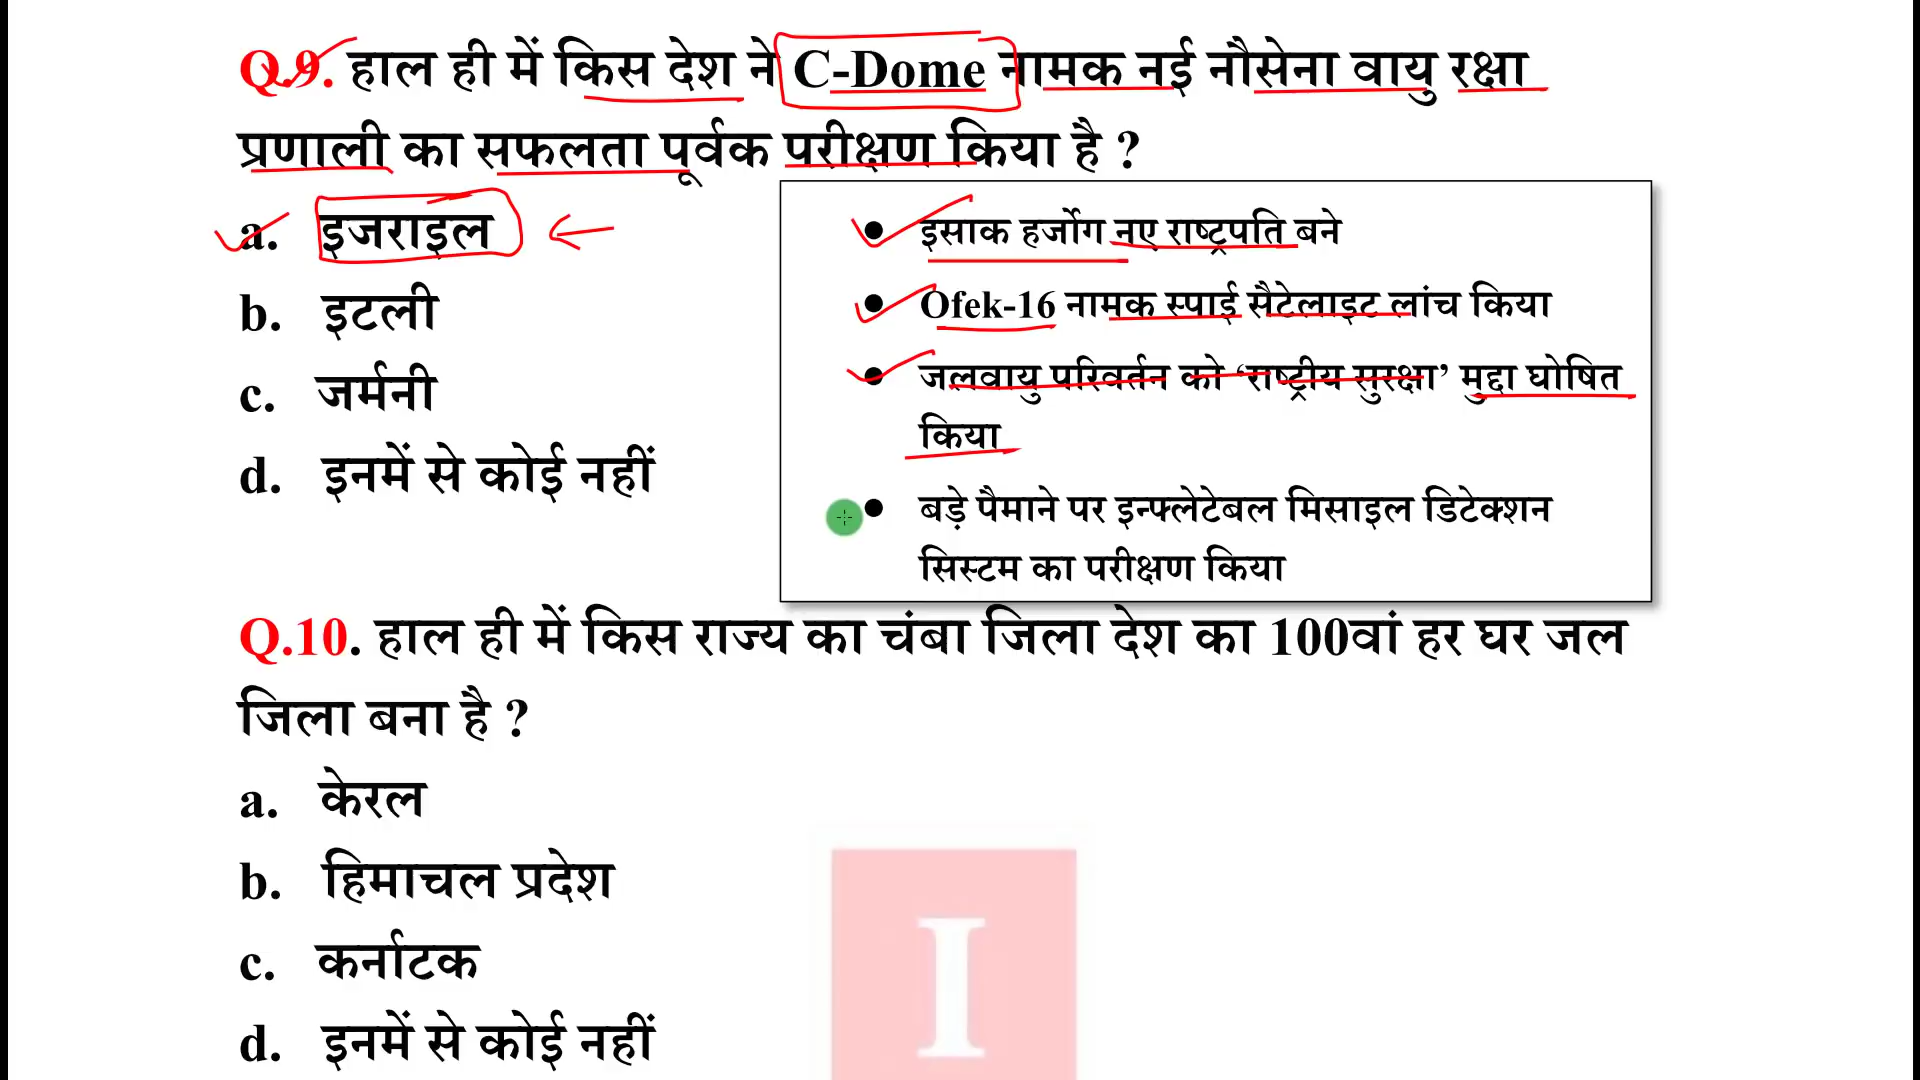 Q.9. हाल ही में किस देश ने C-Dome नामक नई नौसेना वायु रक्षा
प्रणाली का सफलता पूर्वक परीक्षण किया है ?
a. इजराइल
b. इटली
c. जर्मनी
d. इनमें से कोई नहीं
● इसाक हर्जोग नए राष्ट्रपति बने
● Ofek-16 नामक स्पाई सैटेलाइट लांच किया
● जलवायु परिवर्तन को ‘राष्ट्रीय सुरक्षा’ मुद्दा घोषित
किया
● बड़े पैमाने पर इन्फ्लेटेबल मिसाइल डिटेक्शन
सिस्टम का परीक्षण किया
Q.10. हाल ही में किस राज्य का चंबा जिला देश का 100वां हर घर जल
जिला बना है ?
a. केरल
b. हिमाचल प्रदेश
c. कर्नाटक
d. इनमें से कोई नहीं
I